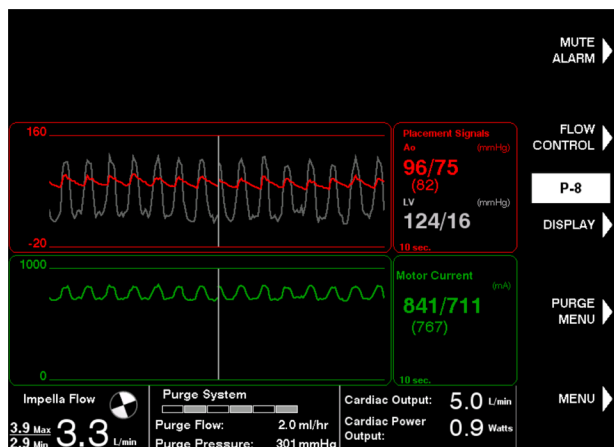 MUTE
ALARM
160
-20
Placement Signals
Ao (mmHg)
96/75
(82)
LV (mmHg)
124/16
10 sec.
FLOW
CONTROL
P-8
DISPLAY
1000
0
Motor Current
(mA)
841/711
(767)
10 sec.
PURGE
MENU
MENU
Impella Flow
3.9 Max
2.9 Min
3.3 L/min
Purge System
Purge Flow: 2.0 ml/hr
Purge Pressure: 301 mmHg
Cardiac Output: 5.0 L/min
Cardiac Power
Output: 0.9 Watts